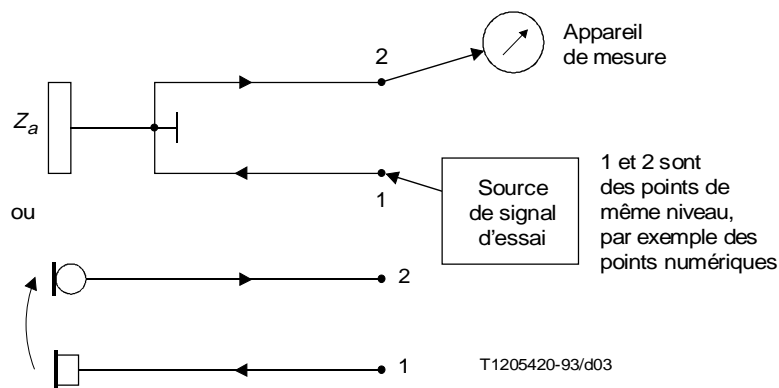 2
Appareil
de mesure
Za
1
Source
de signal
d'essai
1 et 2 sont
des points de
même niveau,
par exemple des
points numériques
ou
2
1
T1205420-93/d03